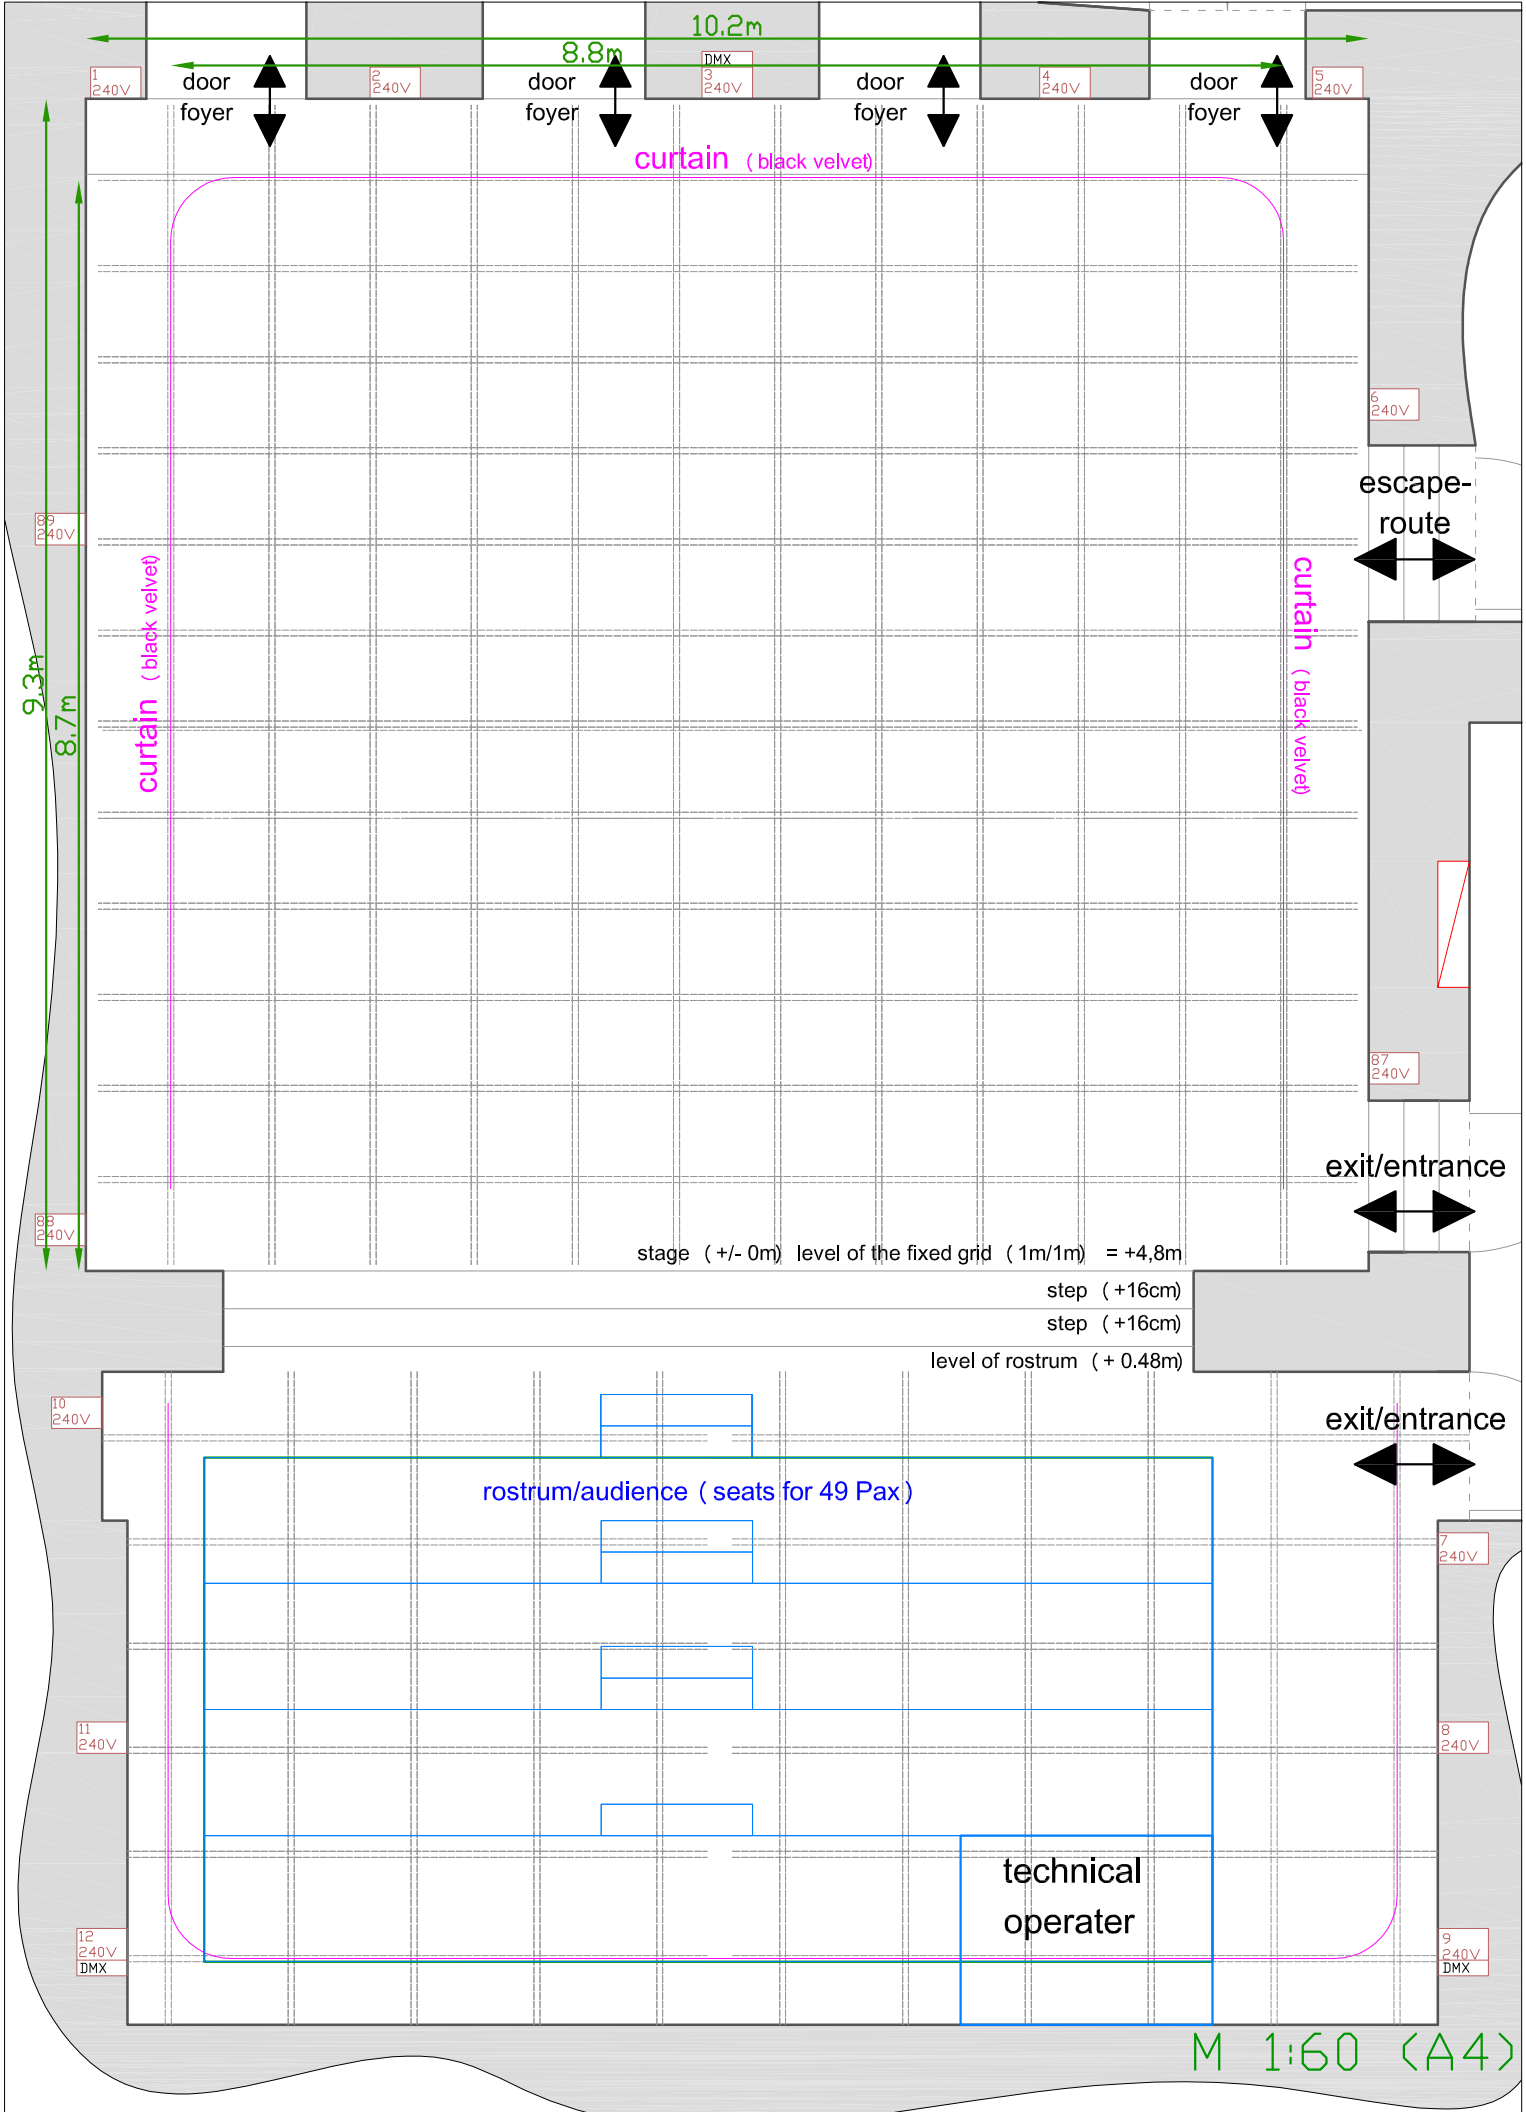 10.2m
8.8m
1
240V
door
foyer
2
240V
door
foyer
DMX
3
240V
door
foyer
4
240V
door
foyer
5
240V
curtain (black velvet)
6
240V
escape-
route
89
240V
curtain (black velvet)
curtain (black velvet)
9.3m
8.7m
87
240V
exit/entrance
88
240V
stage (+/- 0m) level of the fixed grid (1m/1m) = +4,8m
step (+16cm)
step (+16cm)
level of rostrum (+ 0.48m)
10
240V
exit/entrance
rostrum/audience (seats for 49 Pax)
7
240V
11
240V
8
240V
technical
operater
12
240V
DMX
9
240V
DMX
M 1:60 (A4)